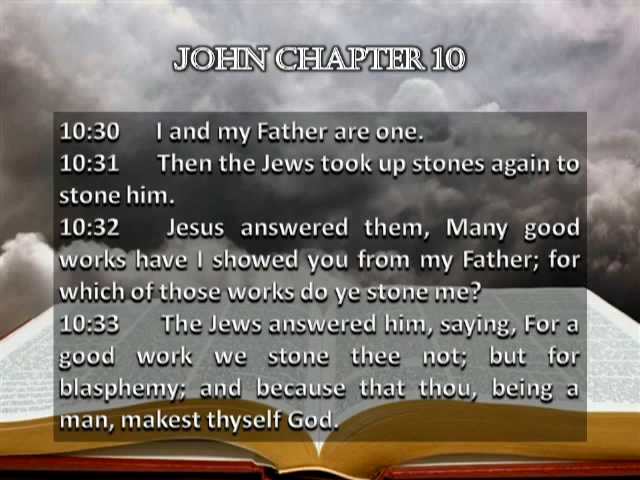 JOHN CHAPTER 10
10:30 I and my Father are one.
10:31 Then the Jews took up stones again to
stone him.
10:32 Jesus answered them, Many good
works have I showed you from my Father; for
which of those works do ye stone me?
10:33 The Jews answered him, saying, For a
good work we stone thee not; but for
blasphemy; and because that thou, being a
man, makest thyself God.